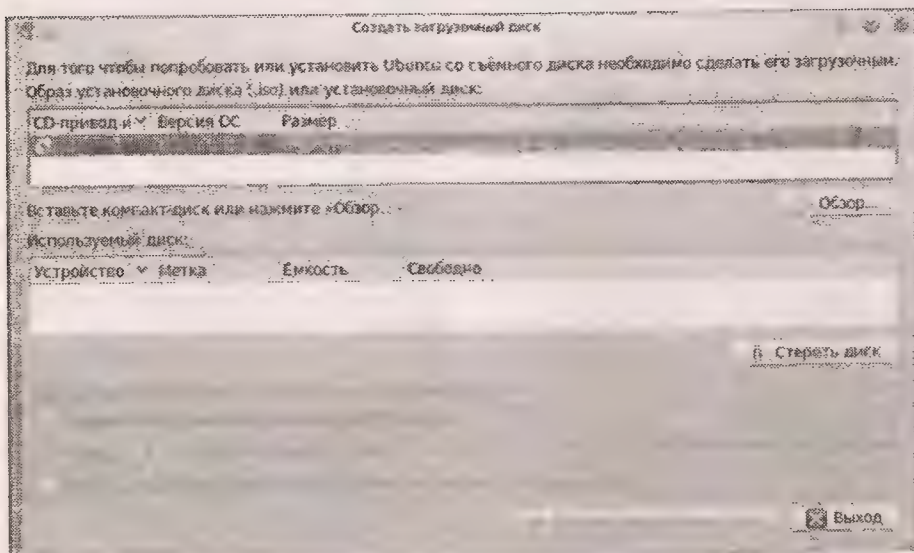 Создать загрузочный диск
Для того чтобы попробовать или установить Ubuntu со съёмного диска необходимо сделать его загрузочным.
Образ установочного диска (.iso) или установочный диск:
CD-привод и Версия ОС Размер
Вставьте компакт-диск или нажмите «Обзор...
Обзор...
Используемый диск:
Устройство Метка Ёмкость Свободно
Стереть диск
Выход